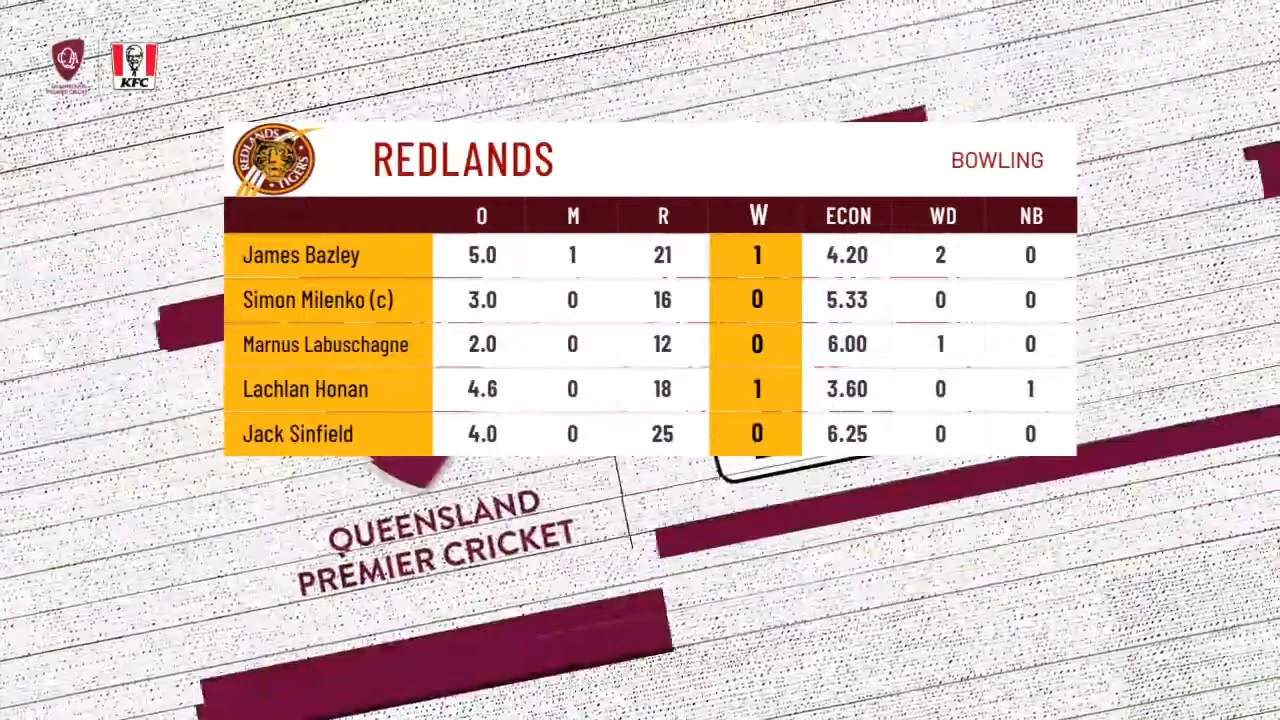 KFC
REDLANDS TIGERS
REDLANDS
BOWLING
O M R W ECON WD NB
James Bazley 5.0 1 21 1 4.20 2 0
Simon Milenko (c) 3.0 0 16 0 5.33 0 0
Marnus Labuschagne 2.0 0 12 0 6.00 1 0
Lachlan Honan 4.6 0 18 1 3.60 0 1
Jack Sinfield 4.0 0 25 0 6.25 0 0
QUEENSLAND
PREMIER CRICKET